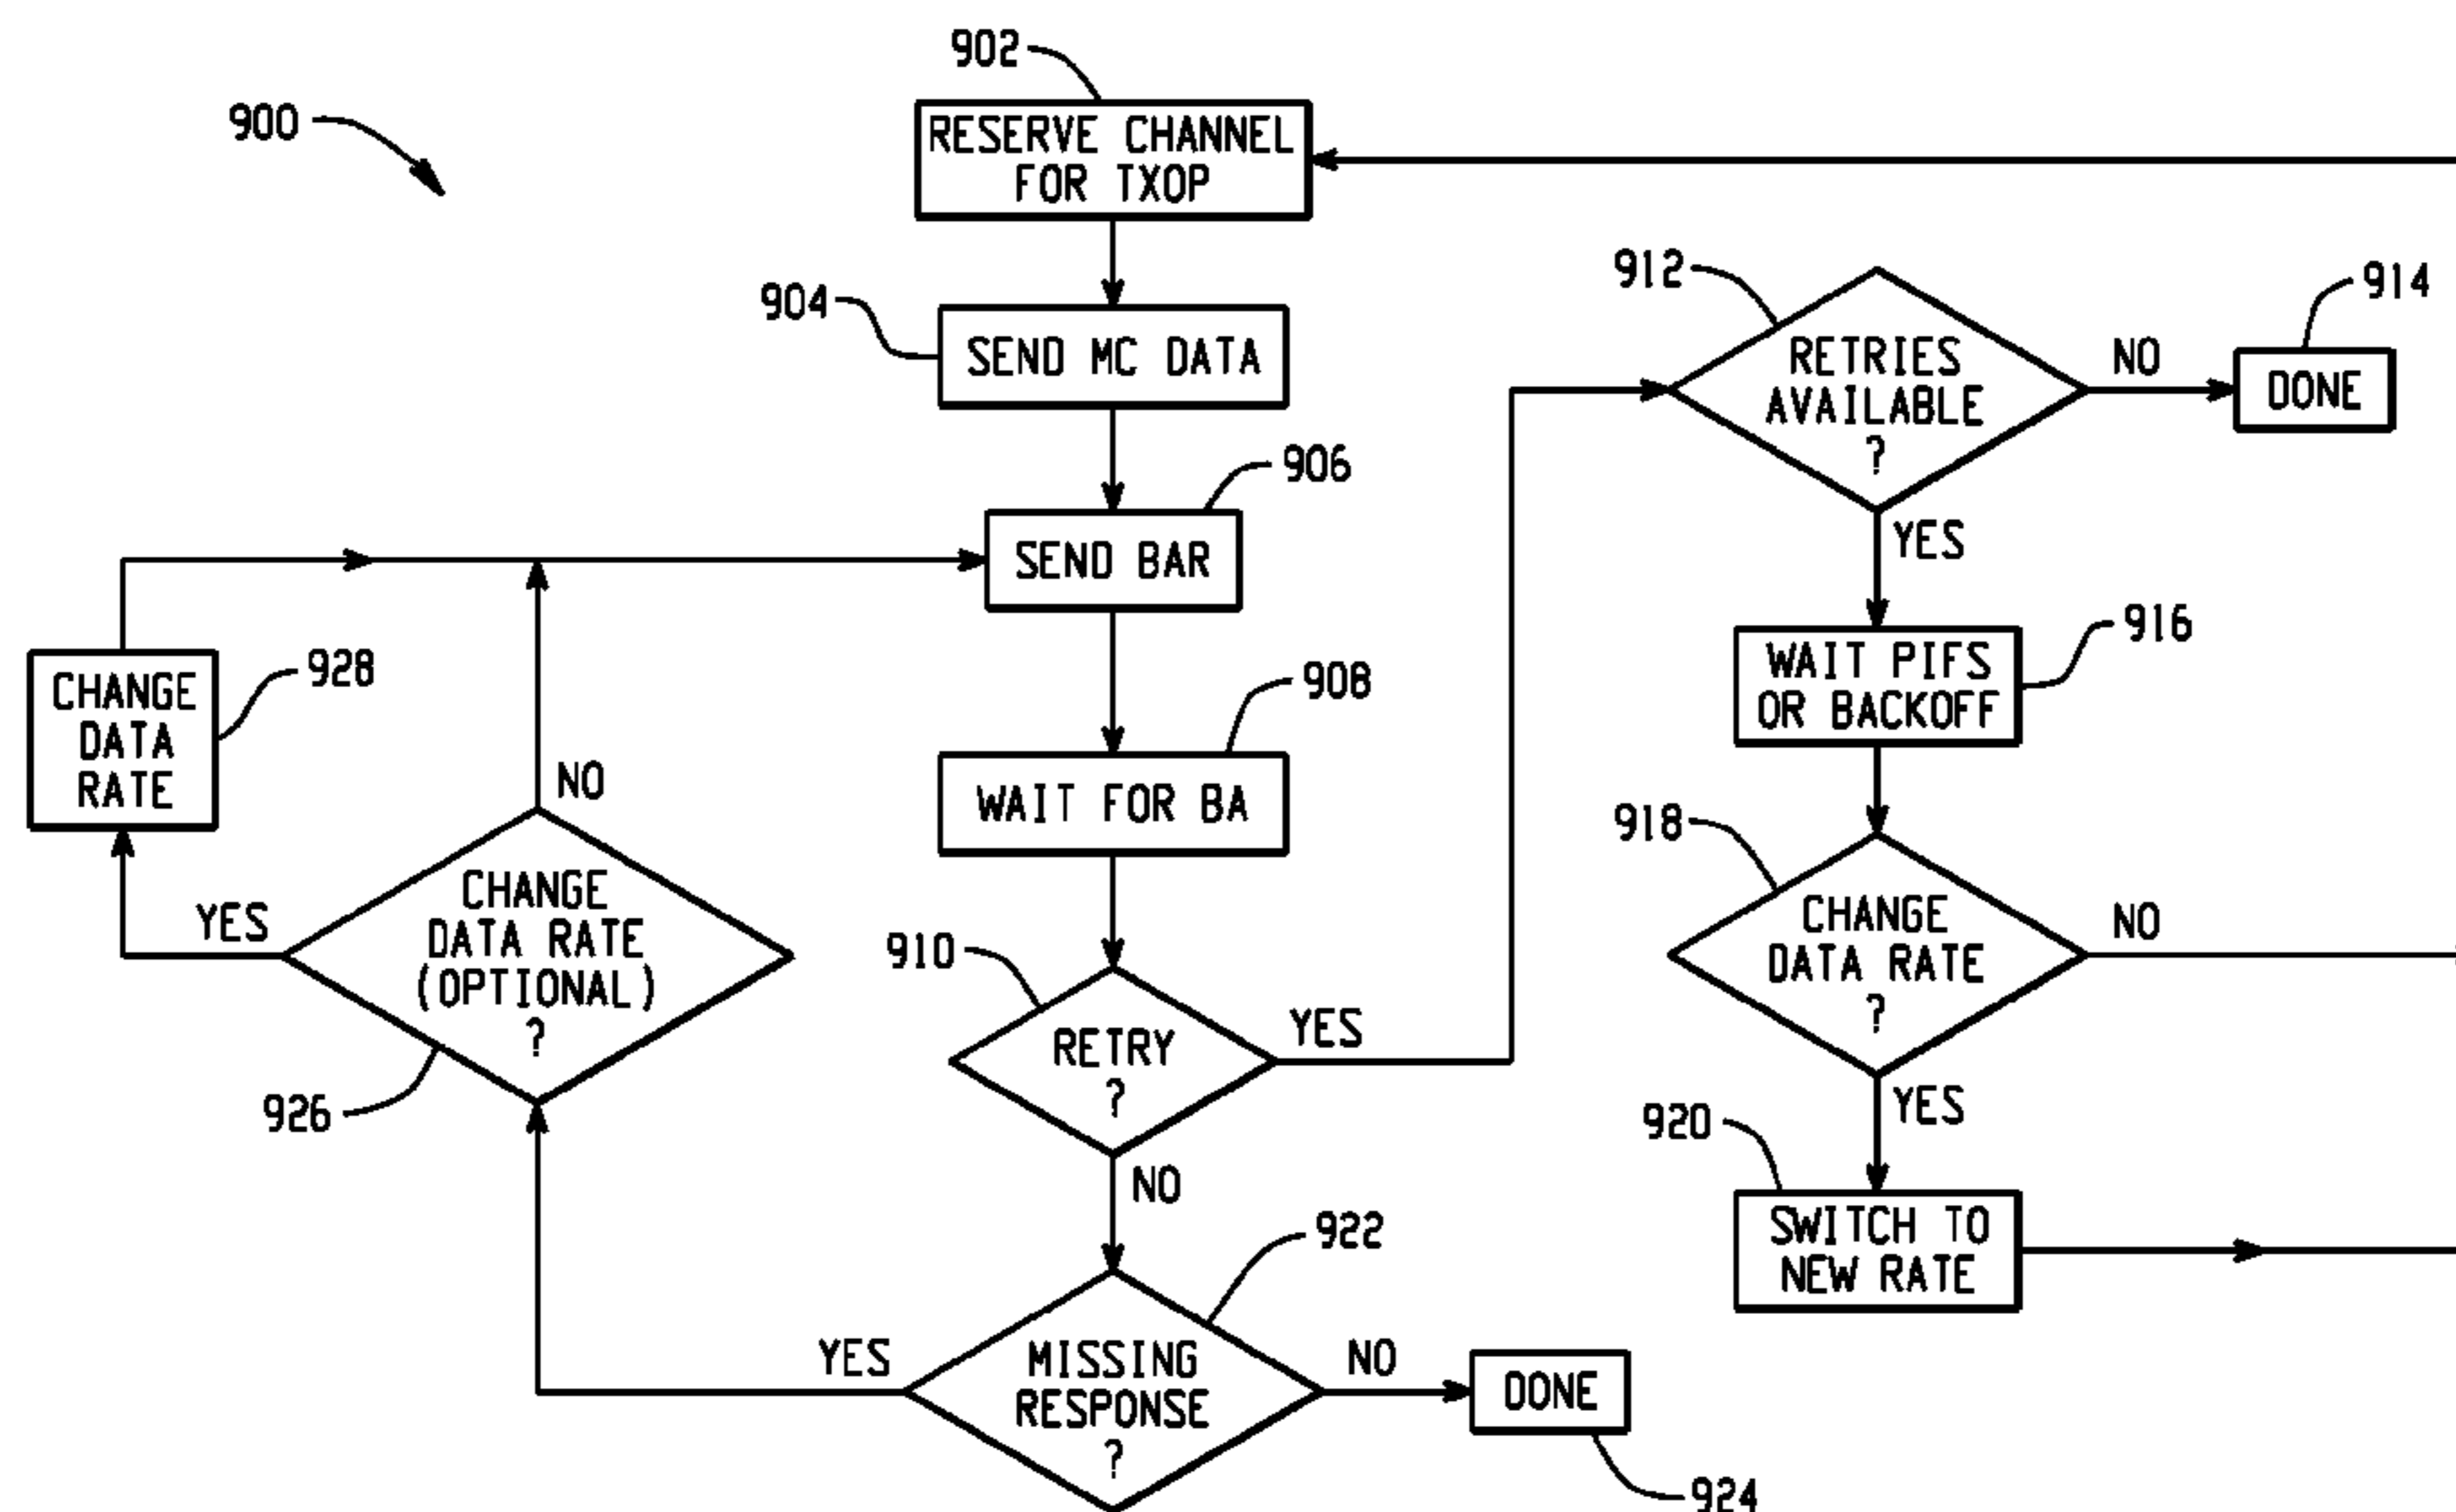 900
902
RESERVE CHANNEL
FOR TXOP
904
SEND MC DATA
906
SEND BAR
908
WAIT FOR BA
910
RETRY
?
YES
NO
912
RETRIES
AVAILABLE
?
NO
914
DONE
YES
916
WAIT PIFS
OR BACKOFF
918
CHANGE
DATA RATE
?
NO
YES
920
SWITCH TO
NEW RATE
922
MISSING
RESPONSE
?
YES
NO
DONE
924
926
CHANGE
DATA RATE
(OPTIONAL)
?
NO
YES
928
CHANGE
DATA
RATE